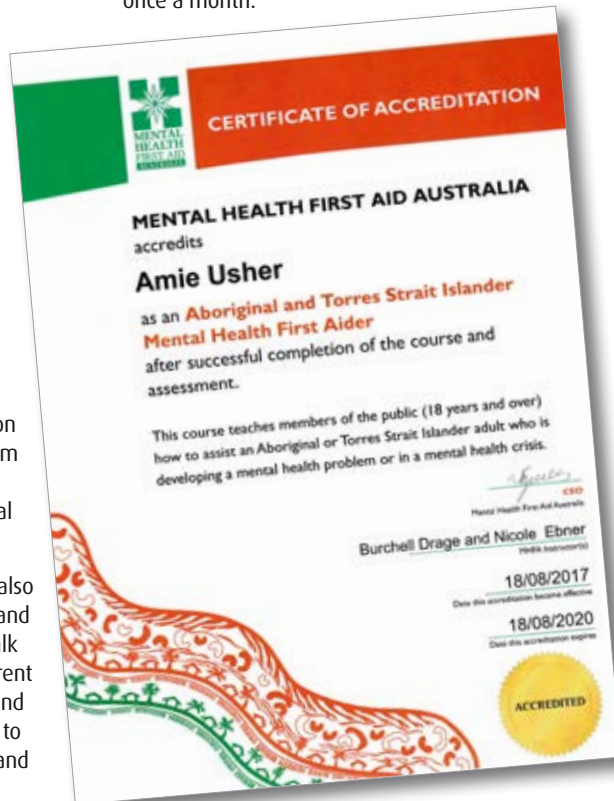 once a month.
MENTAL
HEALTH
FIRST AID
AUSTRALIA
CERTIFICATE OF ACCREDITATION
MENTAL HEALTH FIRST AID AUSTRALIA
accredits
Amie Usher
as an Aboriginal and Torres Strait Islander
Mental Health First Aider
after successful completion of the course and
assessment.
This course teaches members of the public (18 years and over)
how to assist an Aboriginal or Torres Strait Islander adult who is
developing a mental health problem or in a mental health crisis.
CEO
Mental Health First Aid Australia
Burchell Drage and Nicole Ebner
MHFA Instructor(s)
18/08/2017
Date this accreditation became effective
18/08/2020
Date this accreditation expires
ACCREDITED
on
m
al
also
and
alk
rent
nd
to
and